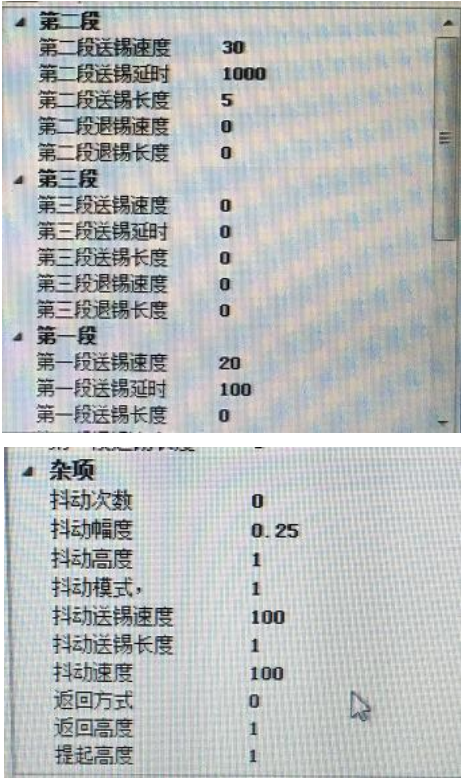 第二段
第二段送锡速度 30
第二段送锡延时 1000
第二段送锡长度 5
第二段退锡速度 0
第二段退锡长度 0
第三段
第三段送锡速度 0
第三段送锡延时 0
第三段送锡长度 0
第三段退锡速度 0
第三段退锡长度 0
第一段
第一段送锡速度 20
第一段送锡延时 100
第一段送锡长度 0
杂项
抖动次数 0
抖动幅度 0.25
抖动高度 1
抖动模式， 1
抖动送锡速度 100
抖动送锡长度 1
抖动速度 100
返回方式 0
返回高度 1
提起高度 1